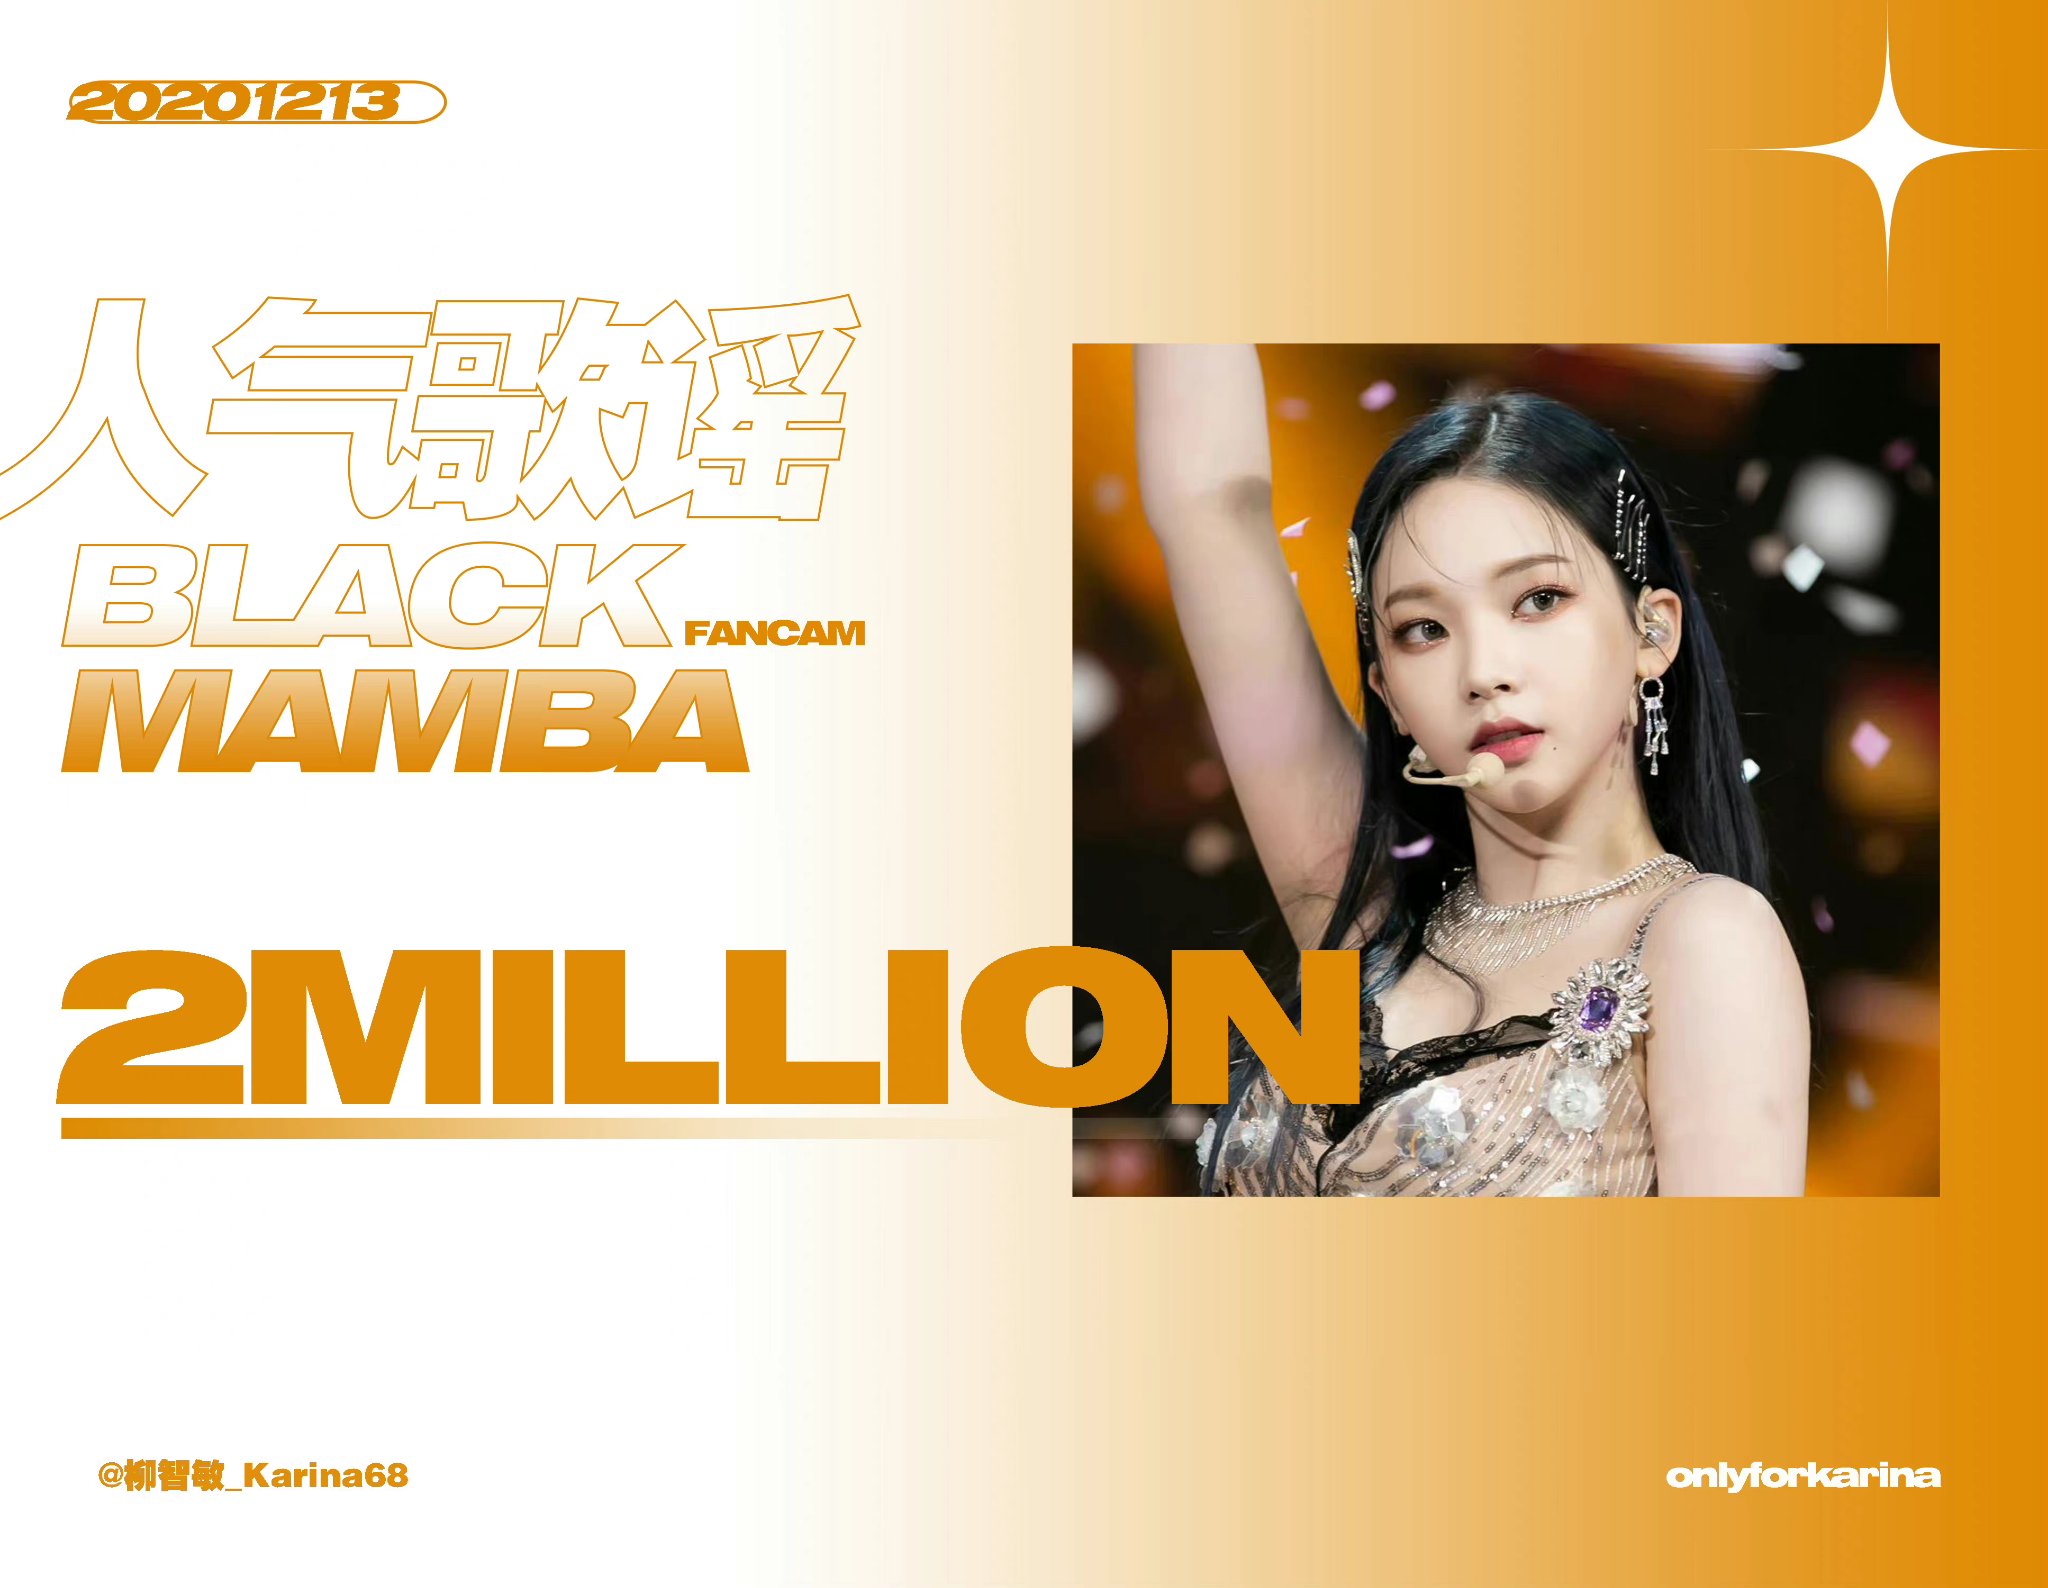 20201213
人气歌谣
BLACK
FANCAM
MAMBA
2MILLION
@柳智敏_Karina68
onlyforkarina